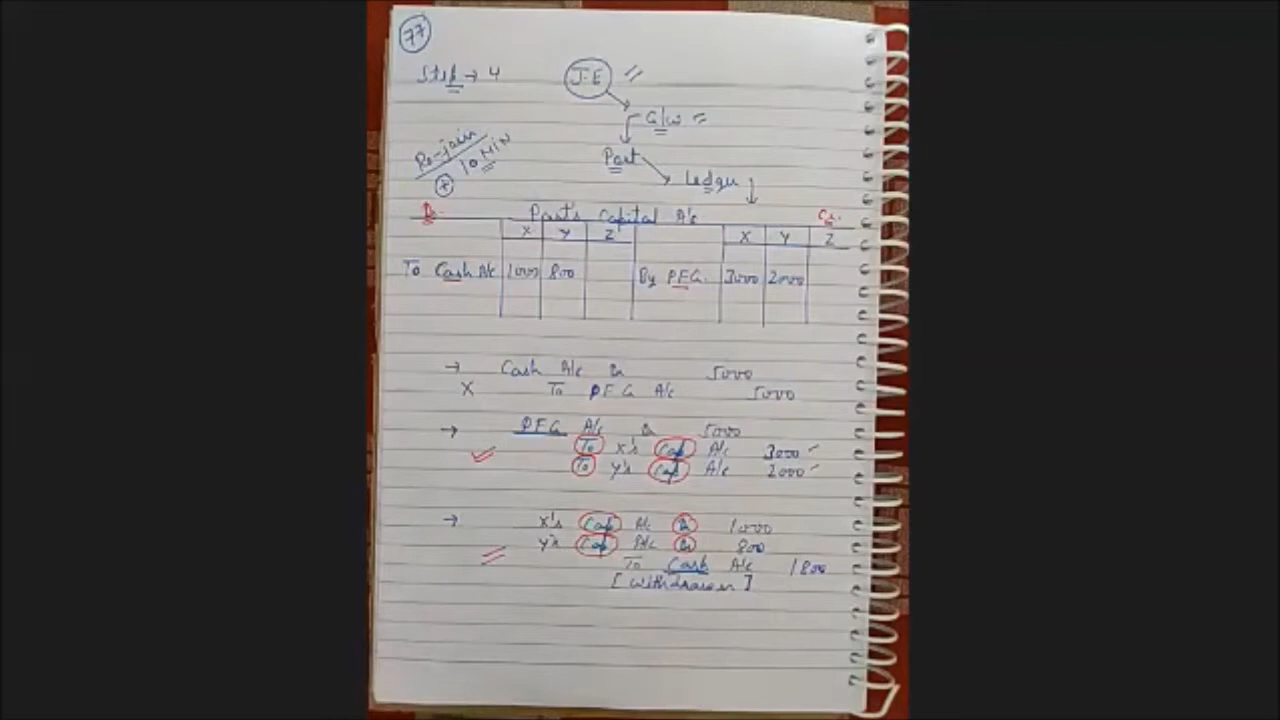 77
Step → 4
J.E
G/W
Part
Ledger
Re-join
+ 10 MIN
Dr. Part's Capital A/c Cr.
X Y Z X Y Z
To Cash A/c 1000 800 By PFG. 3000 2000
→ Cash A/c Dr 5000
X To PFG A/c 5000
→ PFG A/c Dr 5000
To X's Cap A/c 3000
To Y's Cap A/c 2000
→ X's Cap A/c Dr 1000
Y's Cap A/c Dr 800
To Cash A/c 1800
[Withdrawn]